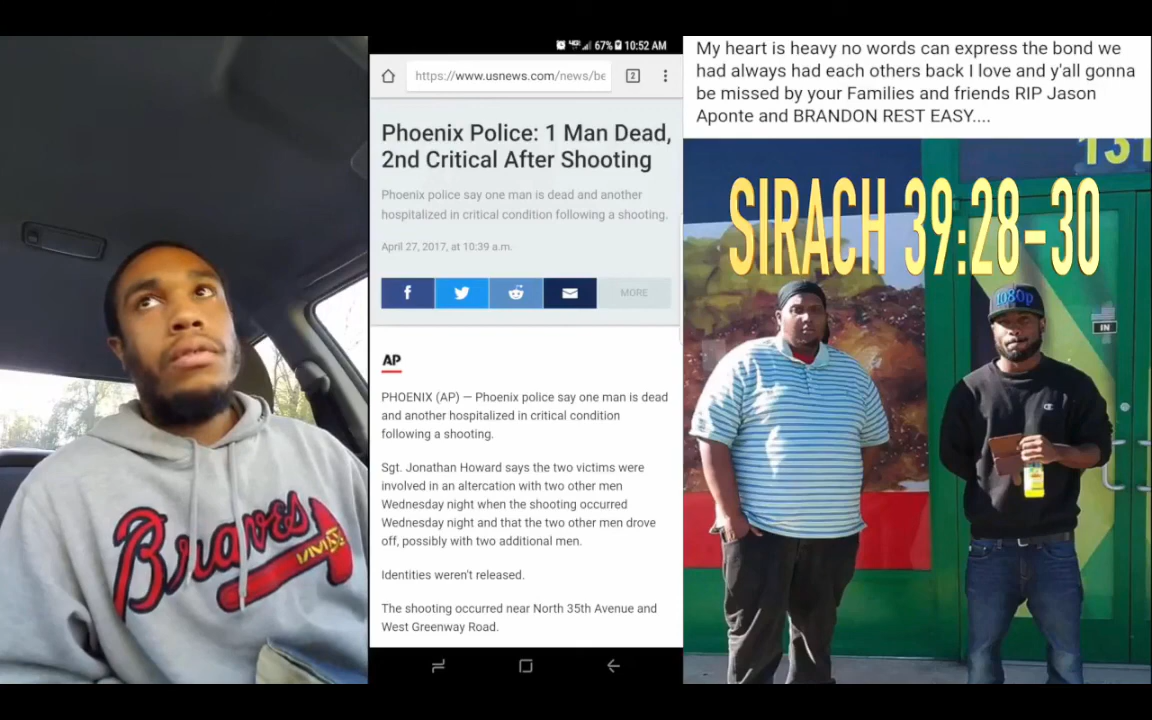 67% 10:52 AM
https://www.usnews.com/news/be
2
Phoenix Police: 1 Man Dead,
2nd Critical After Shooting
Phoenix police say one man is dead and another
hospitalized in critical condition following a shooting.
April 27, 2017, at 10:39 a.m.
f
MORE
AP
PHOENIX (AP) — Phoenix police say one man is dead
and another hospitalized in critical condition
following a shooting.
Sgt. Jonathan Howard says the two victims were
involved in an altercation with two other men
Wednesday night when the shooting occurred
Wednesday night and that the two other men drove
off, possibly with two additional men.
Identities weren't released.
The shooting occurred near North 35th Avenue and
West Greenway Road.
My heart is heavy no words can express the bond we
had always had each others back I love and y'all gonna
be missed by your Families and friends RIP Jason
Aponte and BRANDON REST EASY....
131
SIRACH 39:28-30
1080p
IN
Braves